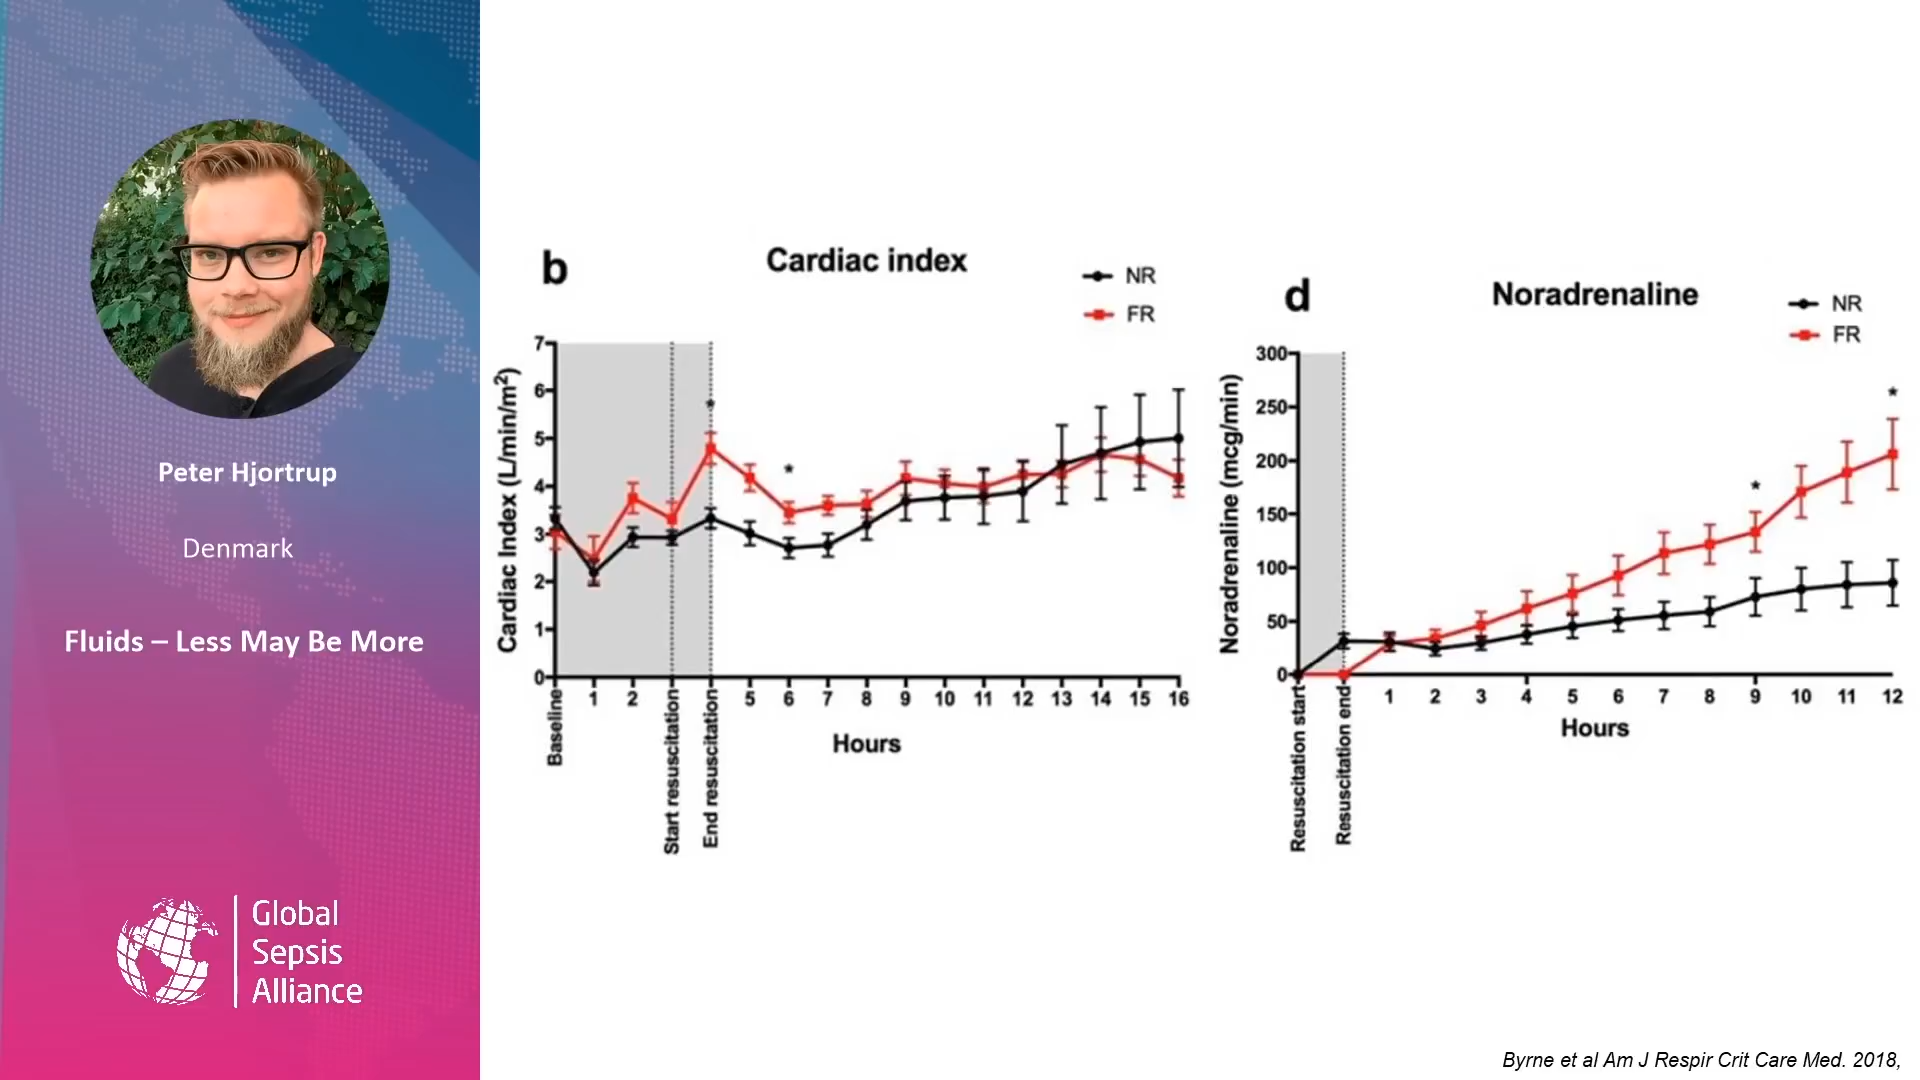 Peter Hjortrup
Denmark
Fluids – Less May Be More
Global
Sepsis
Alliance
b
Cardiac index
NR
FR
Cardiac Index (L/min/m²)
7
6
5
4
3
2
1
0
Baseline
1
2
Start resuscitation
End resuscitation
5
6
7
8
9
10
11
12
13
14
15
16
Hours
*
*
d
Noradrenaline
NR
FR
Noradrenaline (mcg/min)
300
250
200
150
100
50
0
Resuscitation start
Resuscitation end
1
2
3
4
5
6
7
8
9
10
11
12
Hours
*
*
Byrne et al Am J Respir Crit Care Med. 2018,